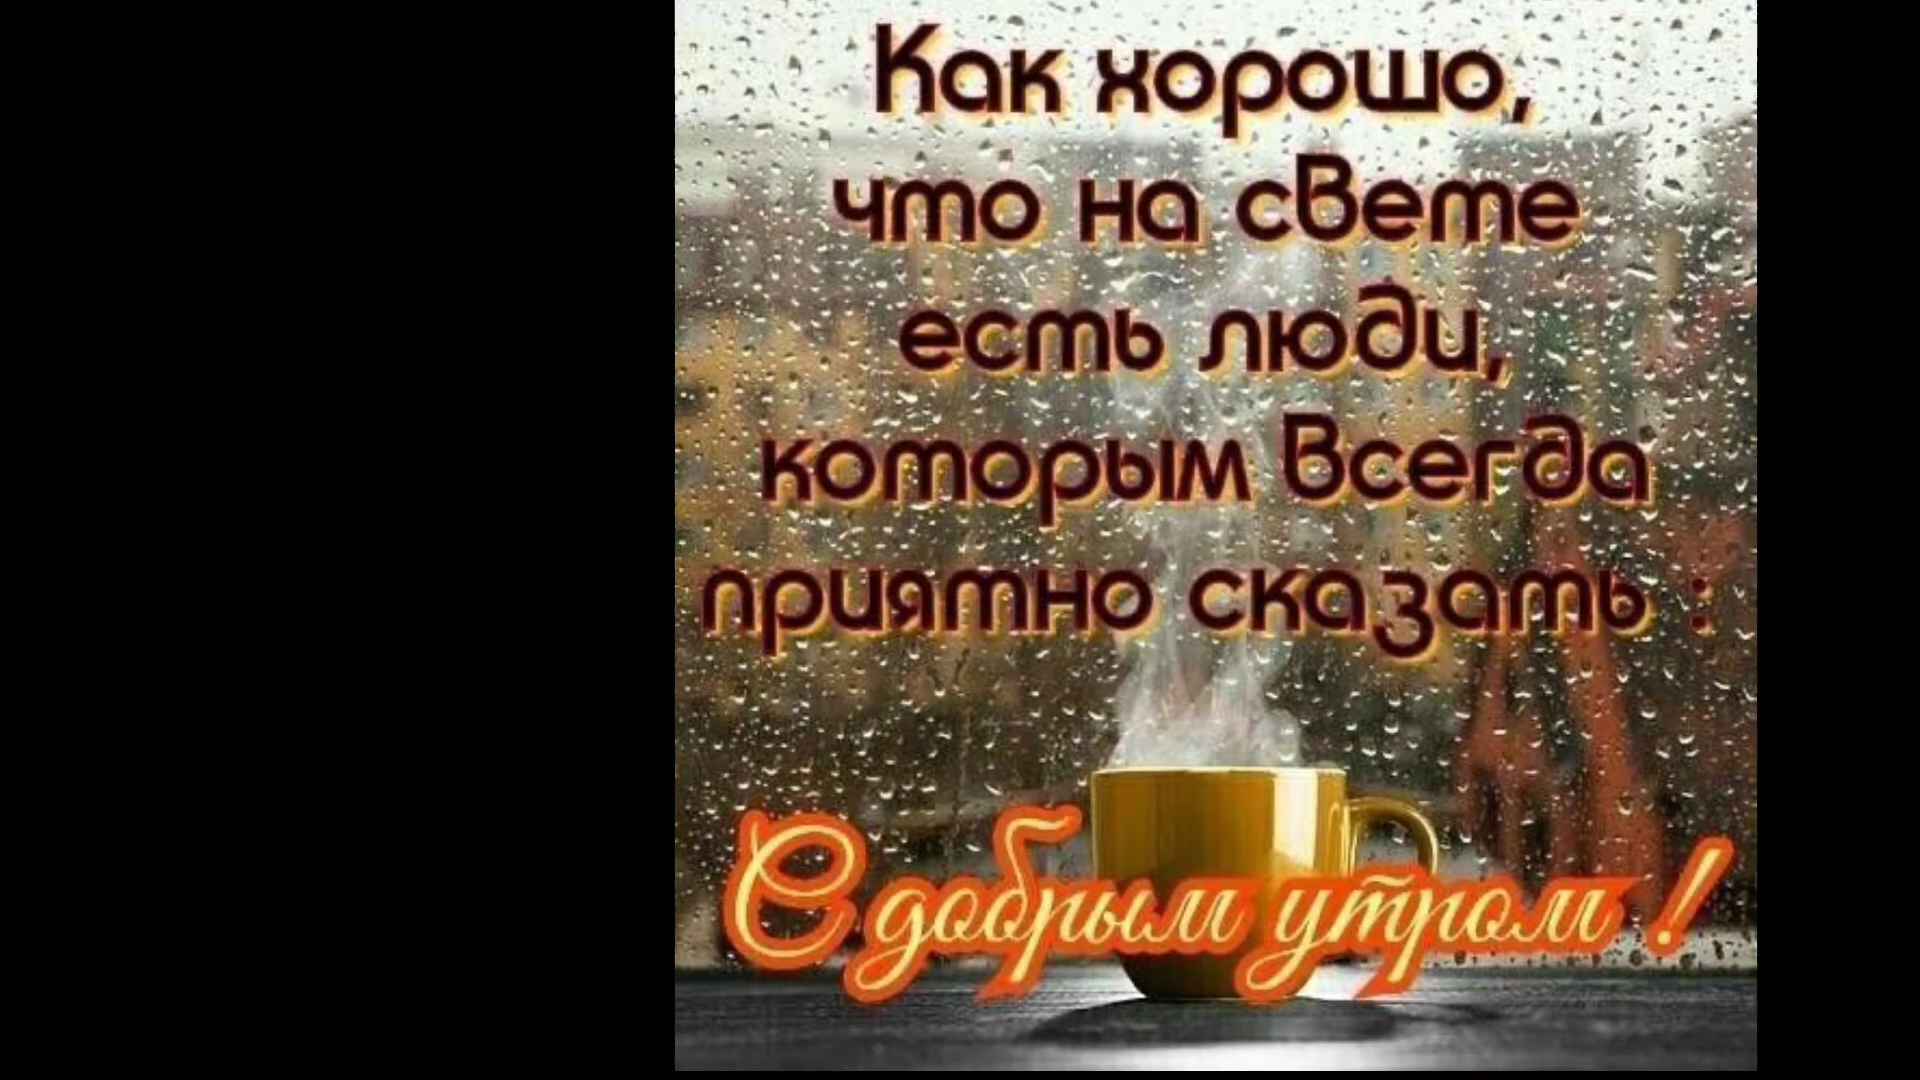 Как хорошо,
что на свете
есть люди,
которым всегда
приятно сказать :
С добрым утром !